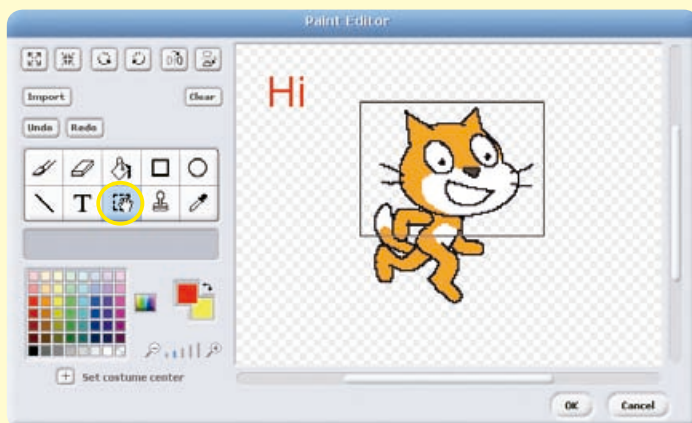 Paint Editor
Import
Clear
Undo
Redo
T
Set costume center
Hi
OK
Cancel